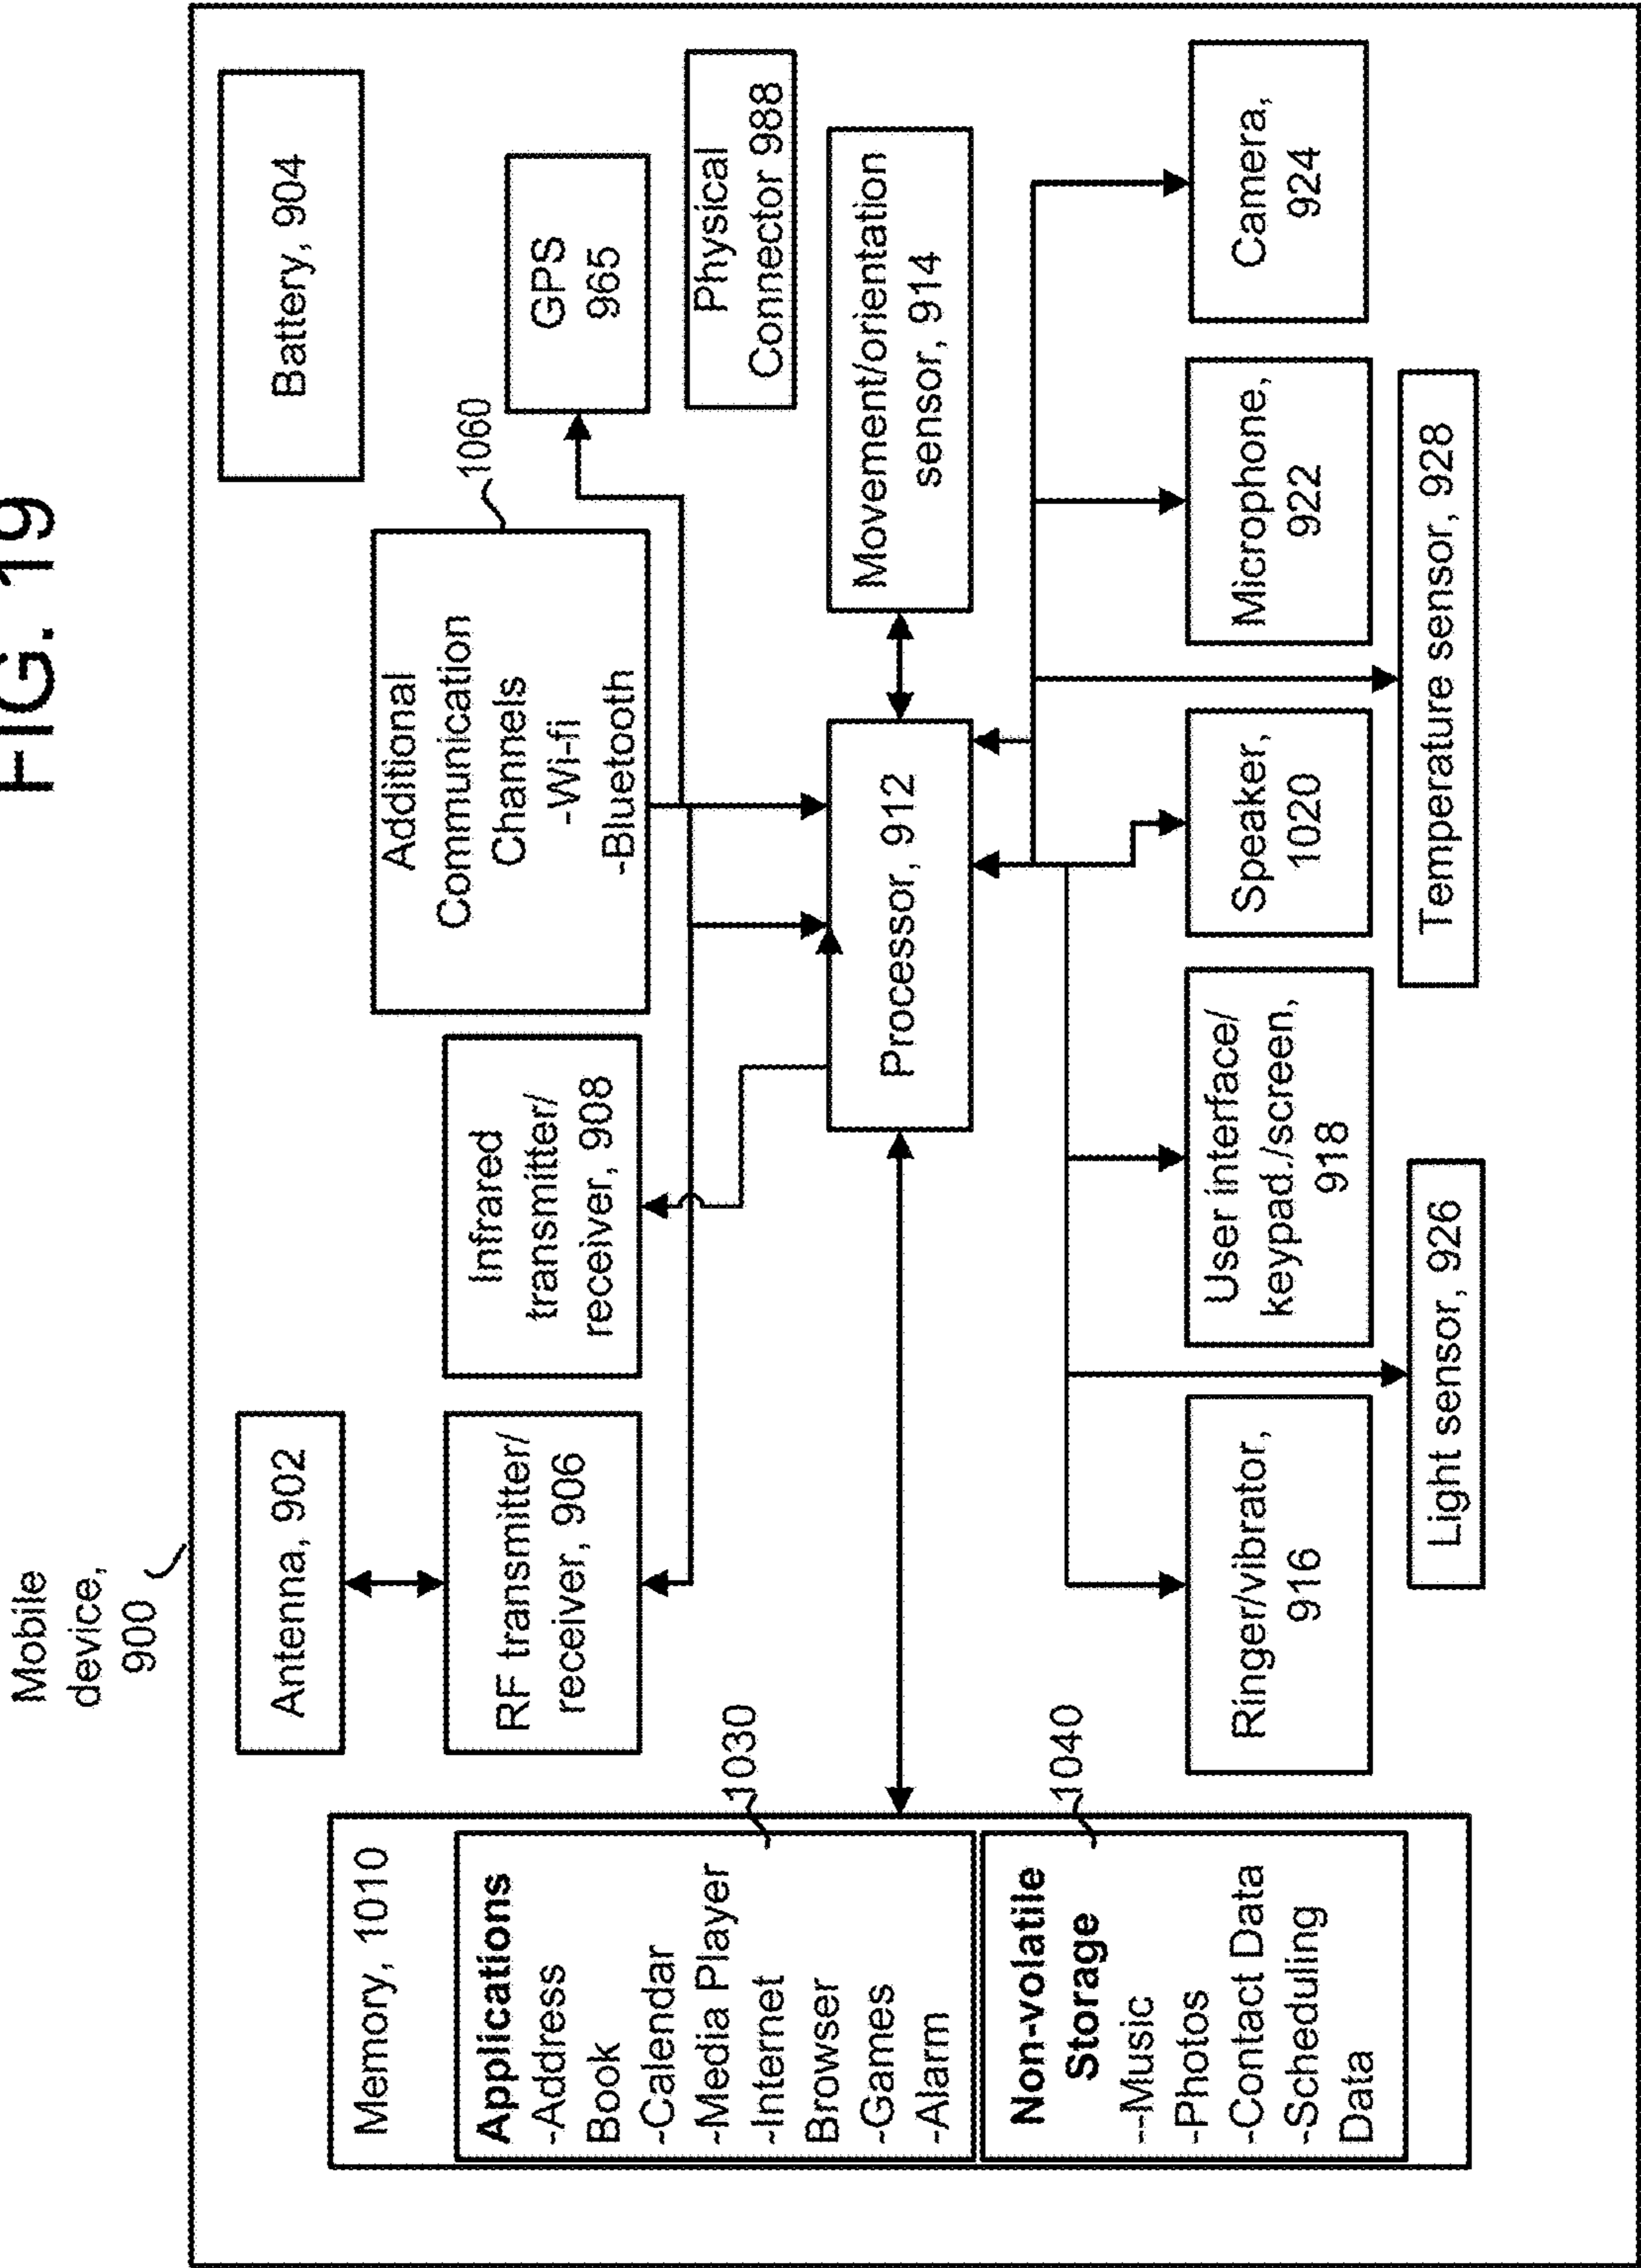 FIG. 19
Mobile
device,
900
Memory, 1010
Applications
-Address
Book
-Calendar
-Media Player
-Internet
Browser
-Games
-Alarm
1030
Non-volatile
Storage
--Music
-Photos
-Contact Data
-Scheduling
Data
1040
Antenna, 902
RF transmitter/
receiver, 906
Infrared
transmitter/
receiver, 908
Additional
Communication
Channels
-Wi-fi
-Bluetooth
1060
Battery, 904
GPS
965
Physical
Connector 988
Processor, 912
Movement/orientation
sensor, 914
Ringer/vibrator,
916
User interface/
keypad./screen,
918
Speaker,
1020
Microphone,
922
Camera,
924
Light sensor, 926
Temperature sensor, 928